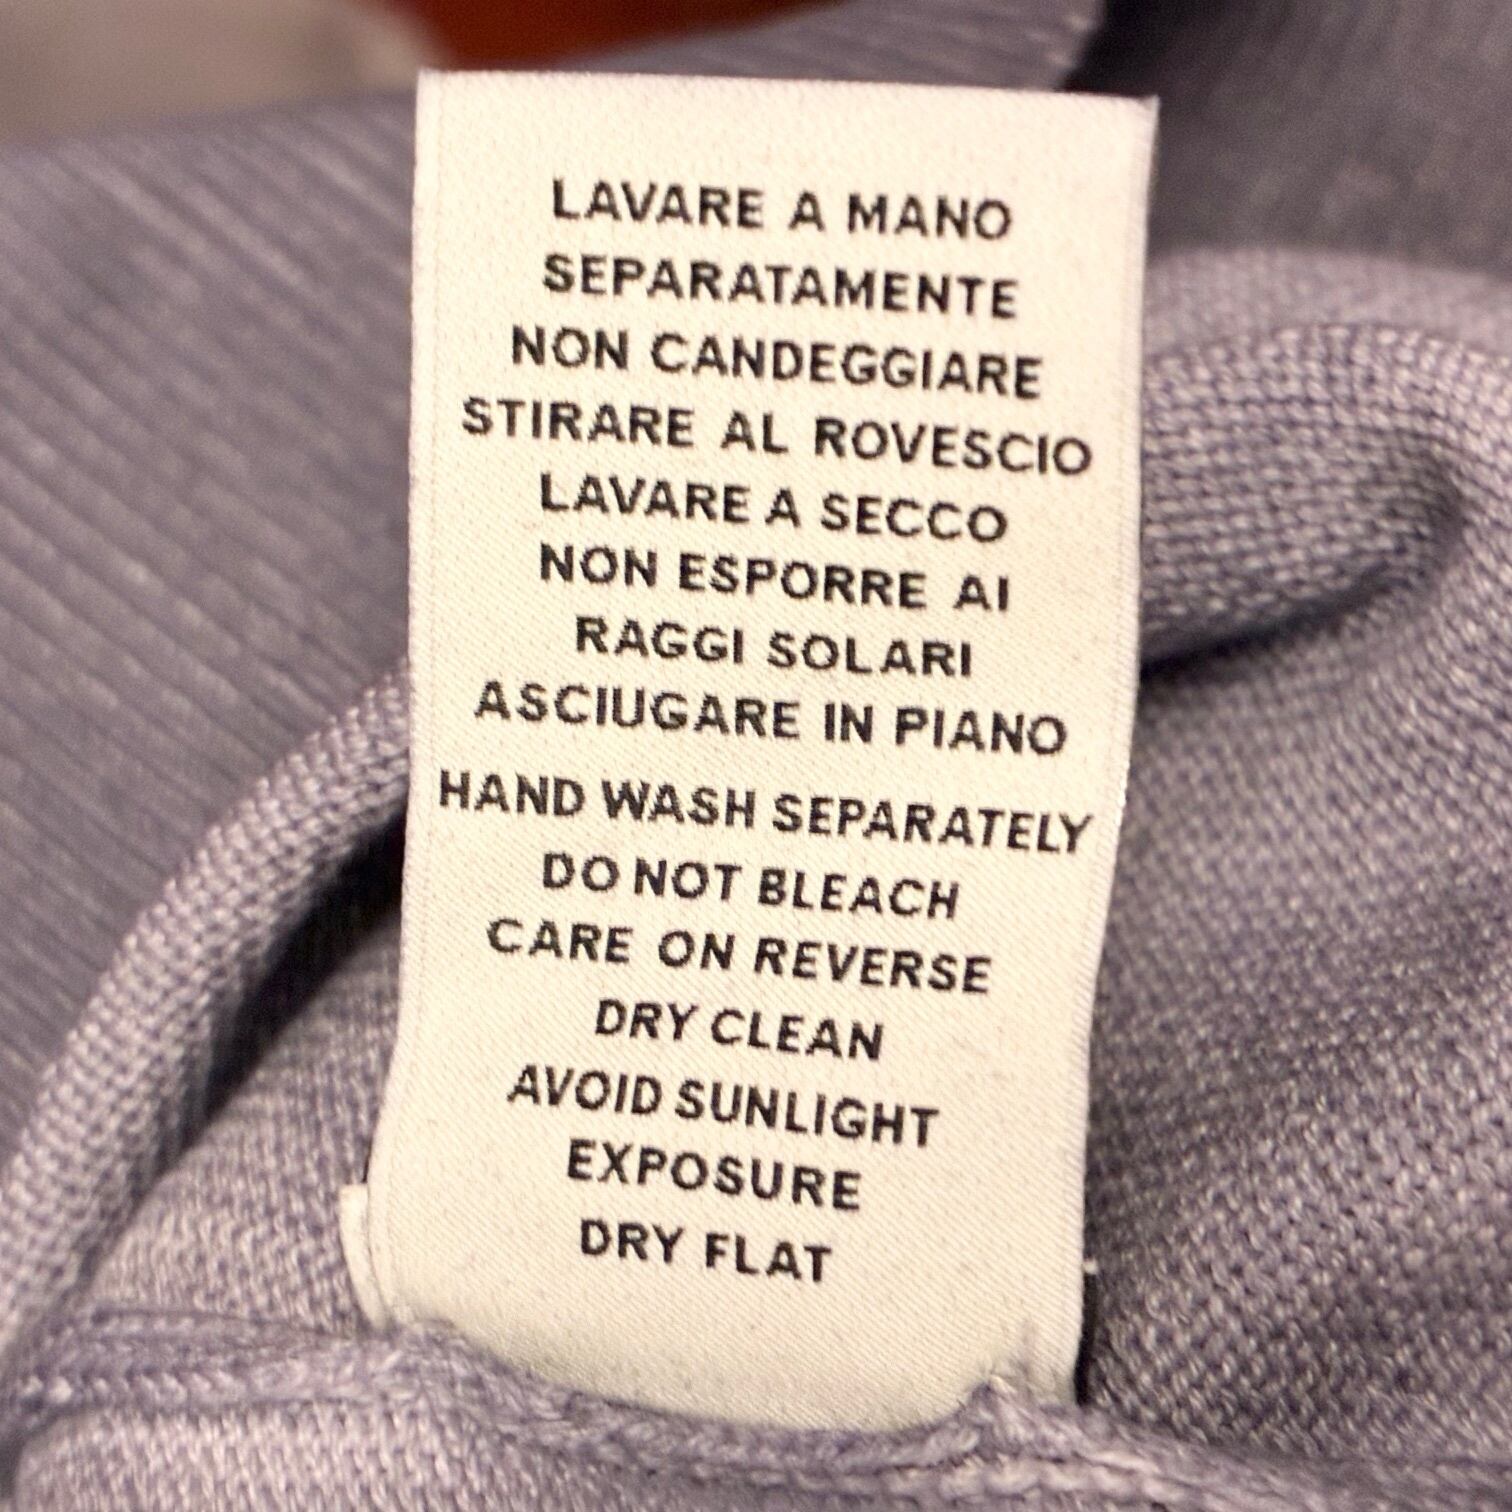 LAVARE A MANO
SEPARATAMENTE
NON CANDEGGIARE
STIRARE AL ROVESCIO
LAVARE A SECCO
NON ESPORRE AI
RAGGI SOLARI
ASCIUGARE IN PIANO
HAND WASH SEPARATELY
DO NOT BLEACH
CARE ON REVERSE
DRY CLEAN
AVOID SUNLIGHT
EXPOSURE
DRY FLAT